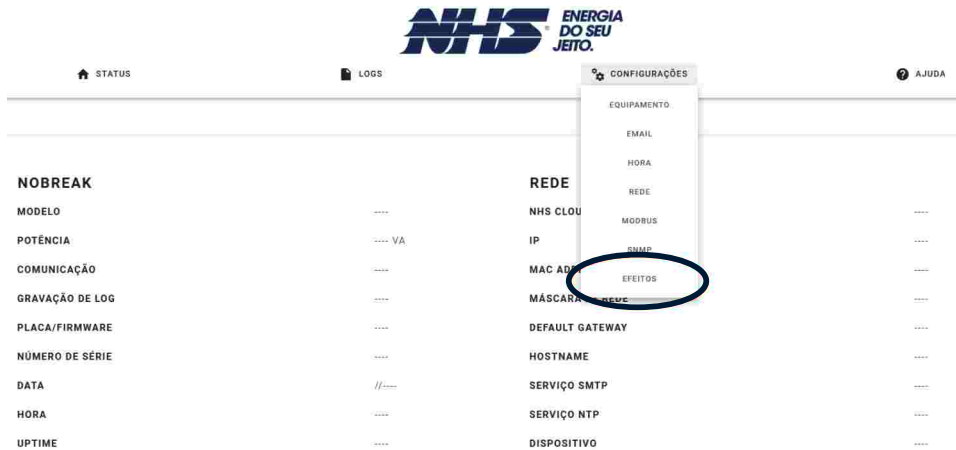 NHS ENERGIA
DO SEU
JEITO.
STATUS LOGS CONFIGURAÇÕES AJUDA
EQUIPAMENTO
EMAIL
HORA
REDE
MODBUS
SNMP
EFEITOS
NOBREAK
MODELO ----
POTÊNCIA ---- VA
COMUNICAÇÃO ----
GRAVAÇÃO DE LOG ----
PLACA/FIRMWARE ----
NÚMERO DE SÉRIE ----
DATA //----
HORA ----
UPTIME ----
REDE
NHS CLOU ----
IP ----
MAC ADD ----
MÁSCARA DE REDE ----
DEFAULT GATEWAY ----
HOSTNAME ----
SERVIÇO SMTP ----
SERVIÇO NTP ----
DISPOSITIVO ----